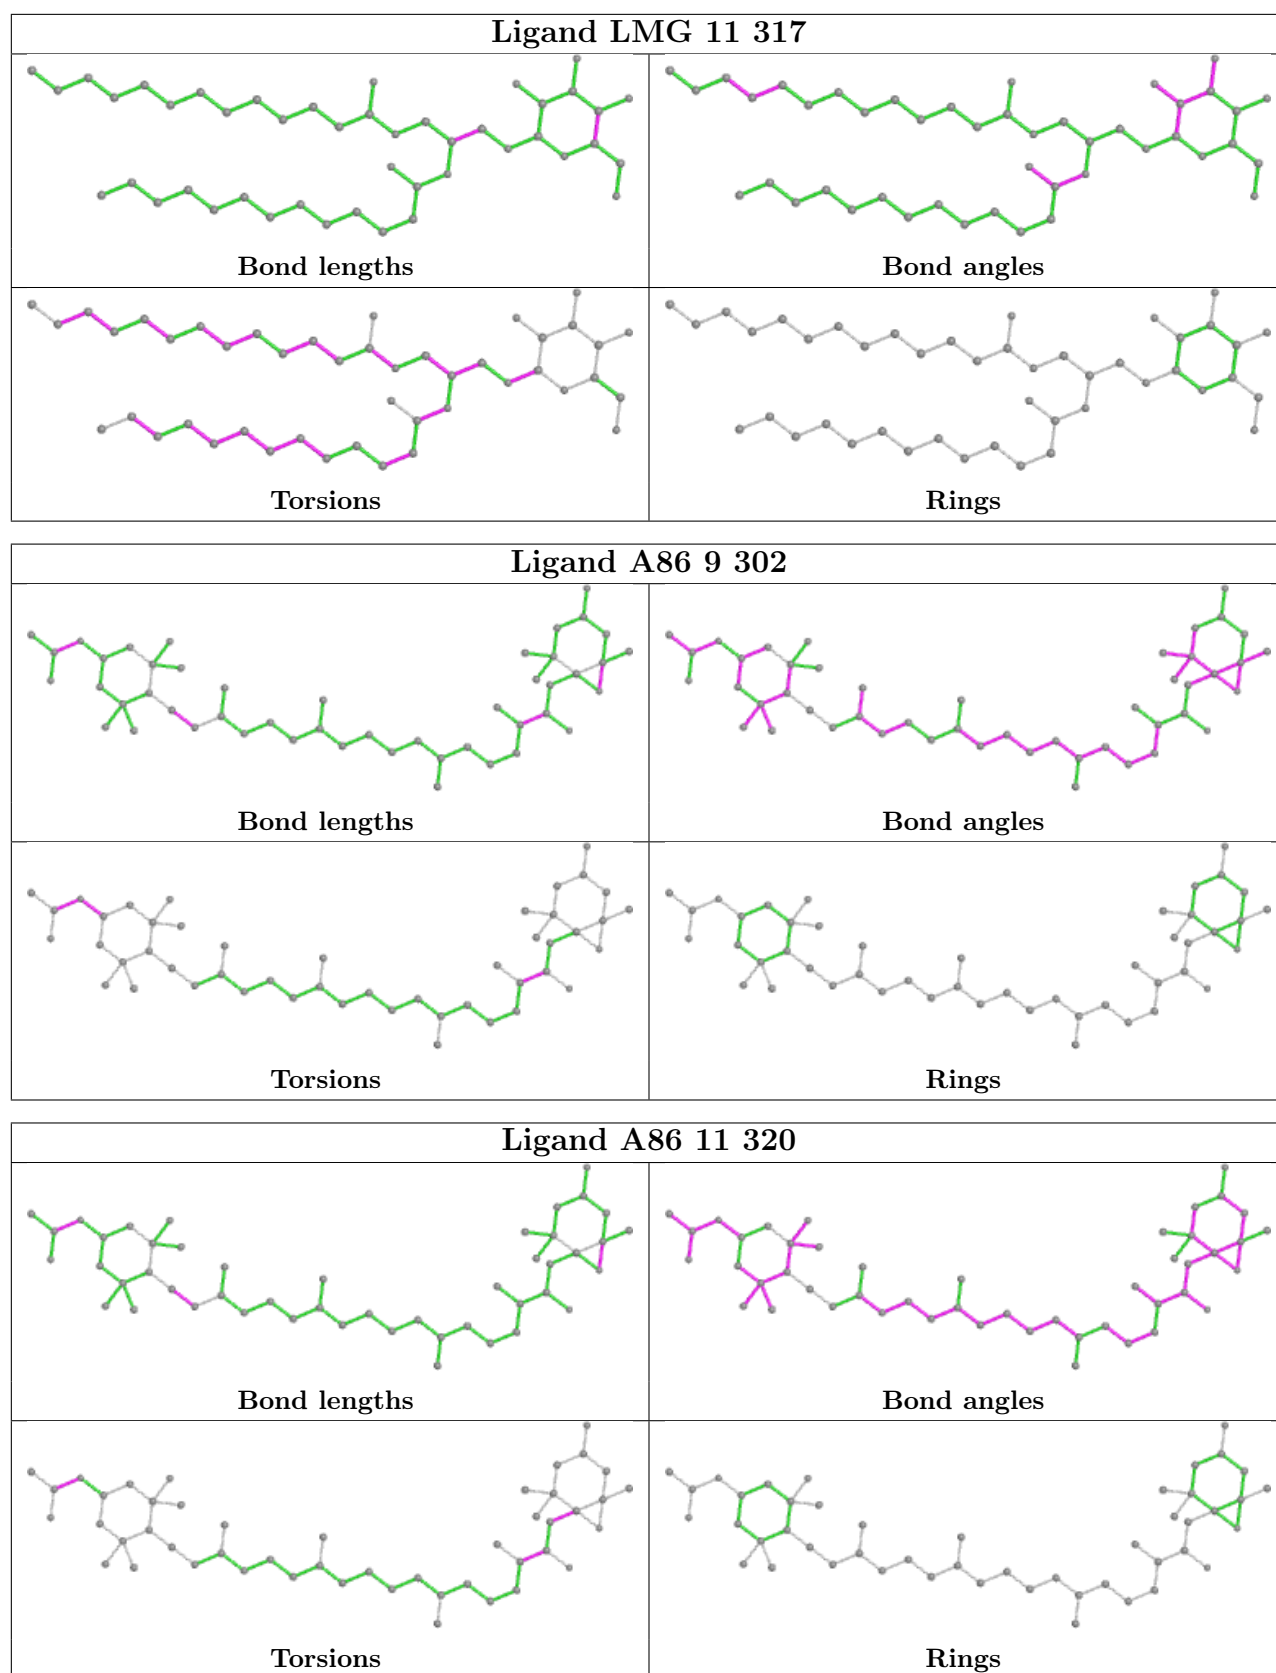 Ligand LMG 11 317
Bond lengths
Bond angles
Torsions
Rings
Ligand A86 9 302
Bond lengths
Bond angles
Torsions
Rings
Ligand A86 11 320
Bond lengths
Bond angles
Torsions
Rings